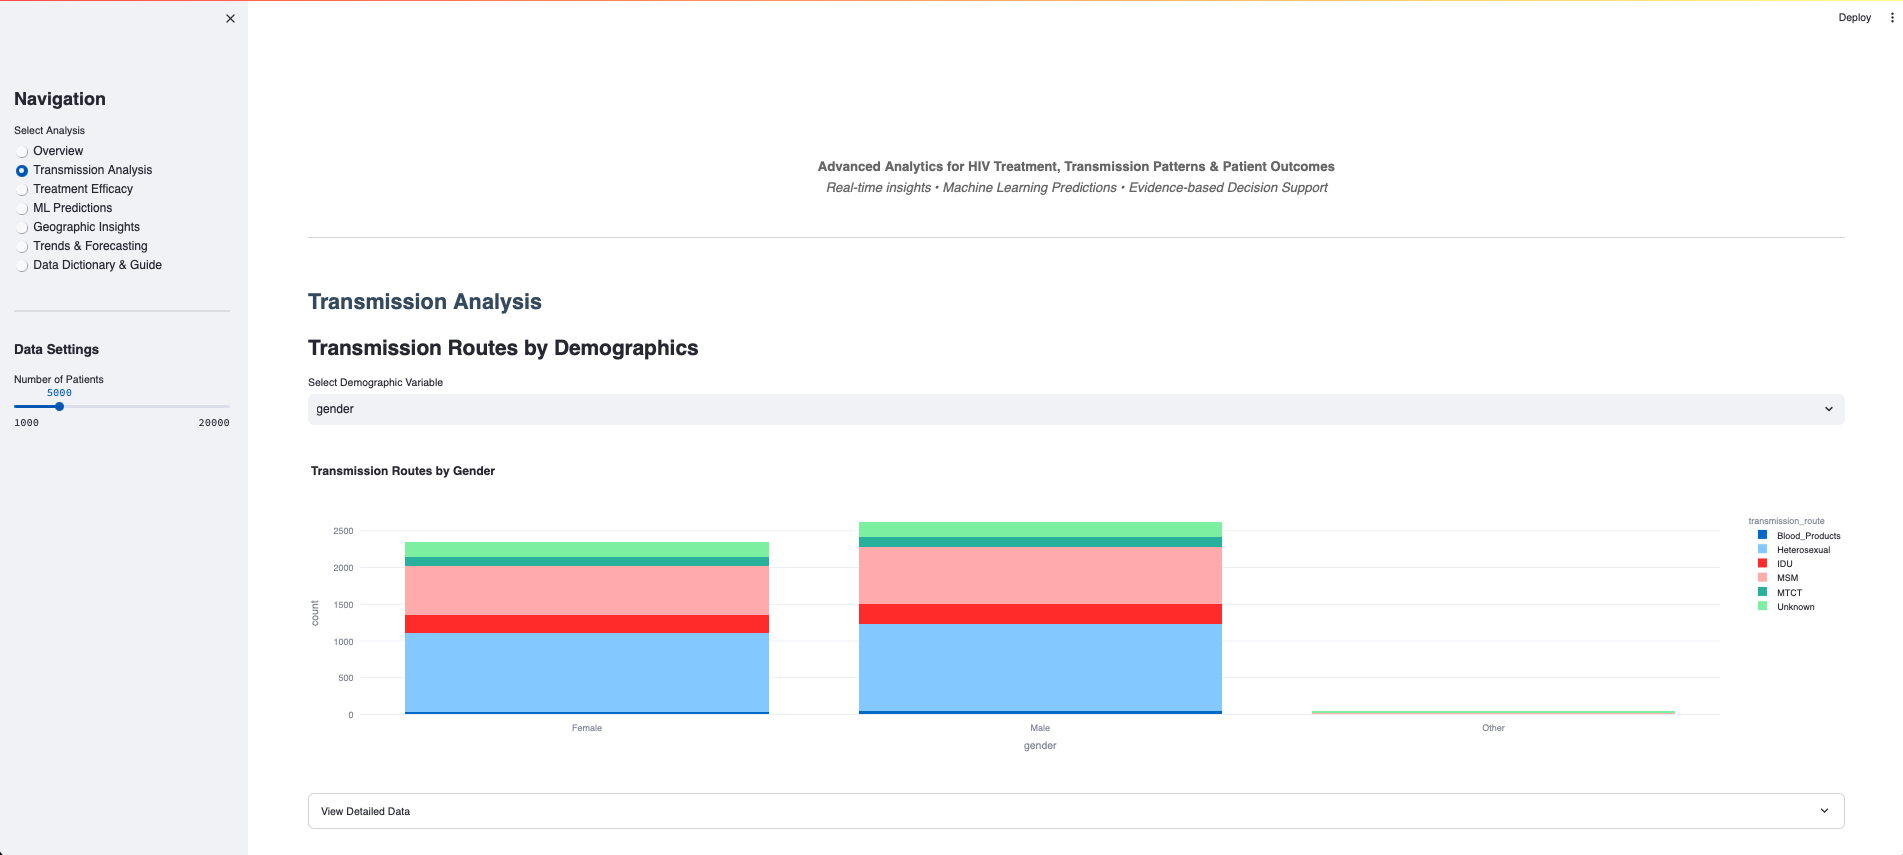 Deploy
Navigation
Select Analysis
Overview
Transmission Analysis
Treatment Efficacy
ML Predictions
Geographic Insights
Trends & Forecasting
Data Dictionary & Guide
Data Settings
Number of Patients
5000
1000 20000
Advanced Analytics for HIV Treatment, Transmission Patterns & Patient Outcomes
Real-time insights • Machine Learning Predictions • Evidence-based Decision Support
Transmission Analysis
Transmission Routes by Demographics
Select Demographic Variable
gender
Transmission Routes by Gender
2500
2000
1500
1000
500
0
count
Female Male Other
gender
transmission_route
Blood_Products
Heterosexual
IDU
MSM
MTCT
Unknown
View Detailed Data